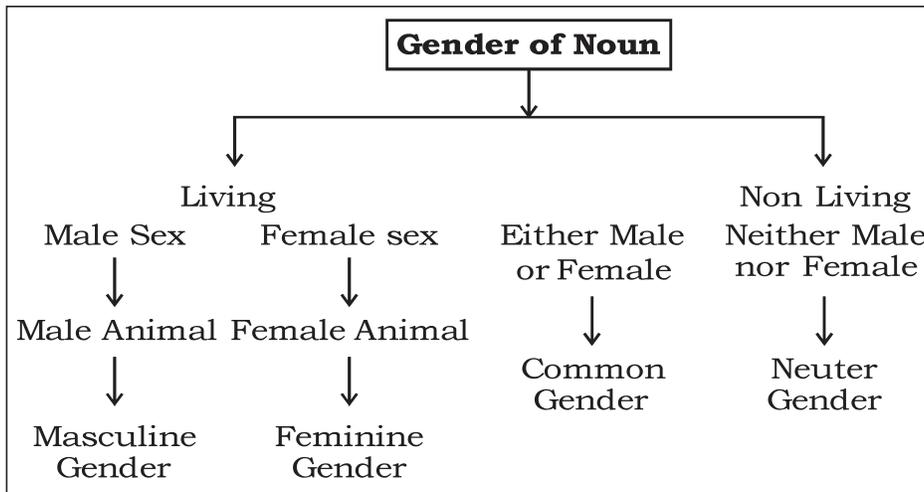 Gender of Noun
Living
Non Living
Male Sex
Female sex
Either Male
or Female
Neither Male
nor Female
Male Animal
Female Animal
Common
Gender
Neuter
Gender
Masculine
Gender
Feminine
Gender